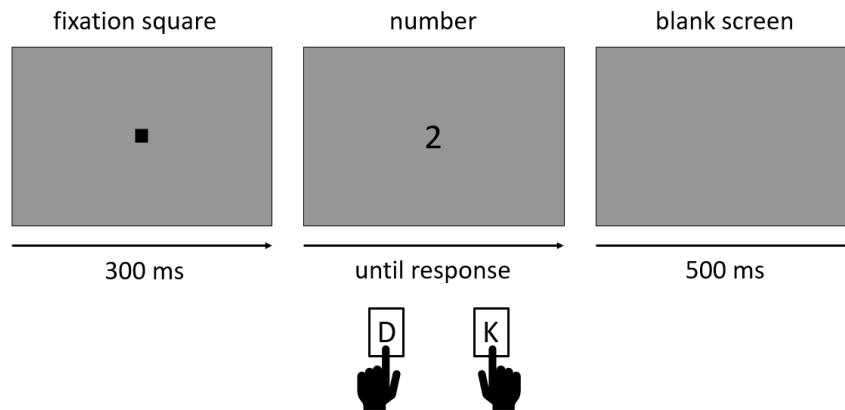 fixation square
number
blank screen
2
300 ms
until response
500 ms
D
K